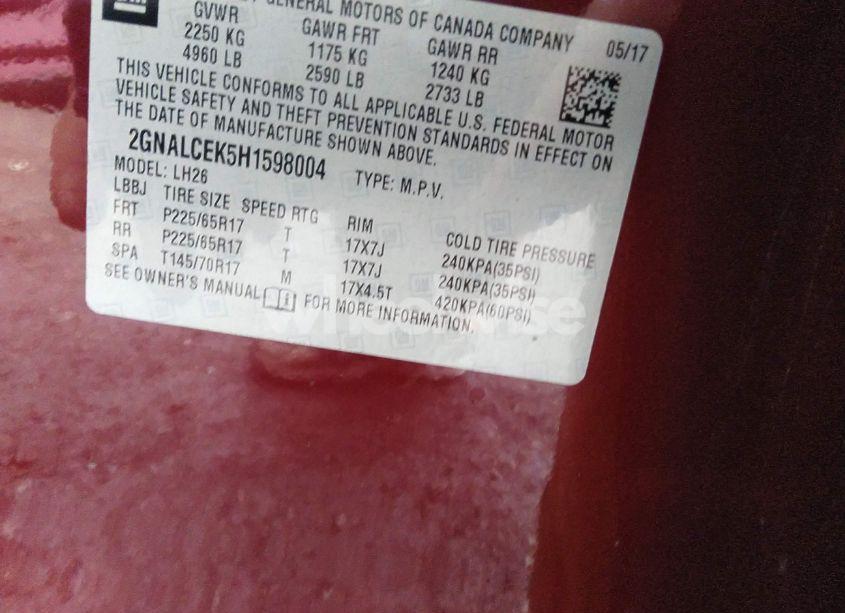 GM
BY GENERAL MOTORS OF CANADA COMPANY 05/17
GVWR GAWR FRT GAWR RR
2250 KG 1175 KG 1240 KG
4960 LB 2590 LB 2733 LB
THIS VEHICLE CONFORMS TO ALL APPLICABLE U.S. FEDERAL MOTOR
VEHICLE SAFETY AND THEFT PREVENTION STANDARDS IN EFFECT ON
THE DATE OF MANUFACTURE SHOWN ABOVE.
2GNALCEK5H1598004 TYPE: M.P.V.
MODEL: LH26
LBBJ TIRE SIZE SPEED RTG RIM COLD TIRE PRESSURE
FRT P225/65R17 T 17X7J 240KPA(35PSI)
RR P225/65R17 T 17X7J 240KPA(35PSI)
SPA T145/70R17 M 17X4.5T 420KPA(60PSI)
SEE OWNER'S MANUAL FOR MORE INFORMATION.